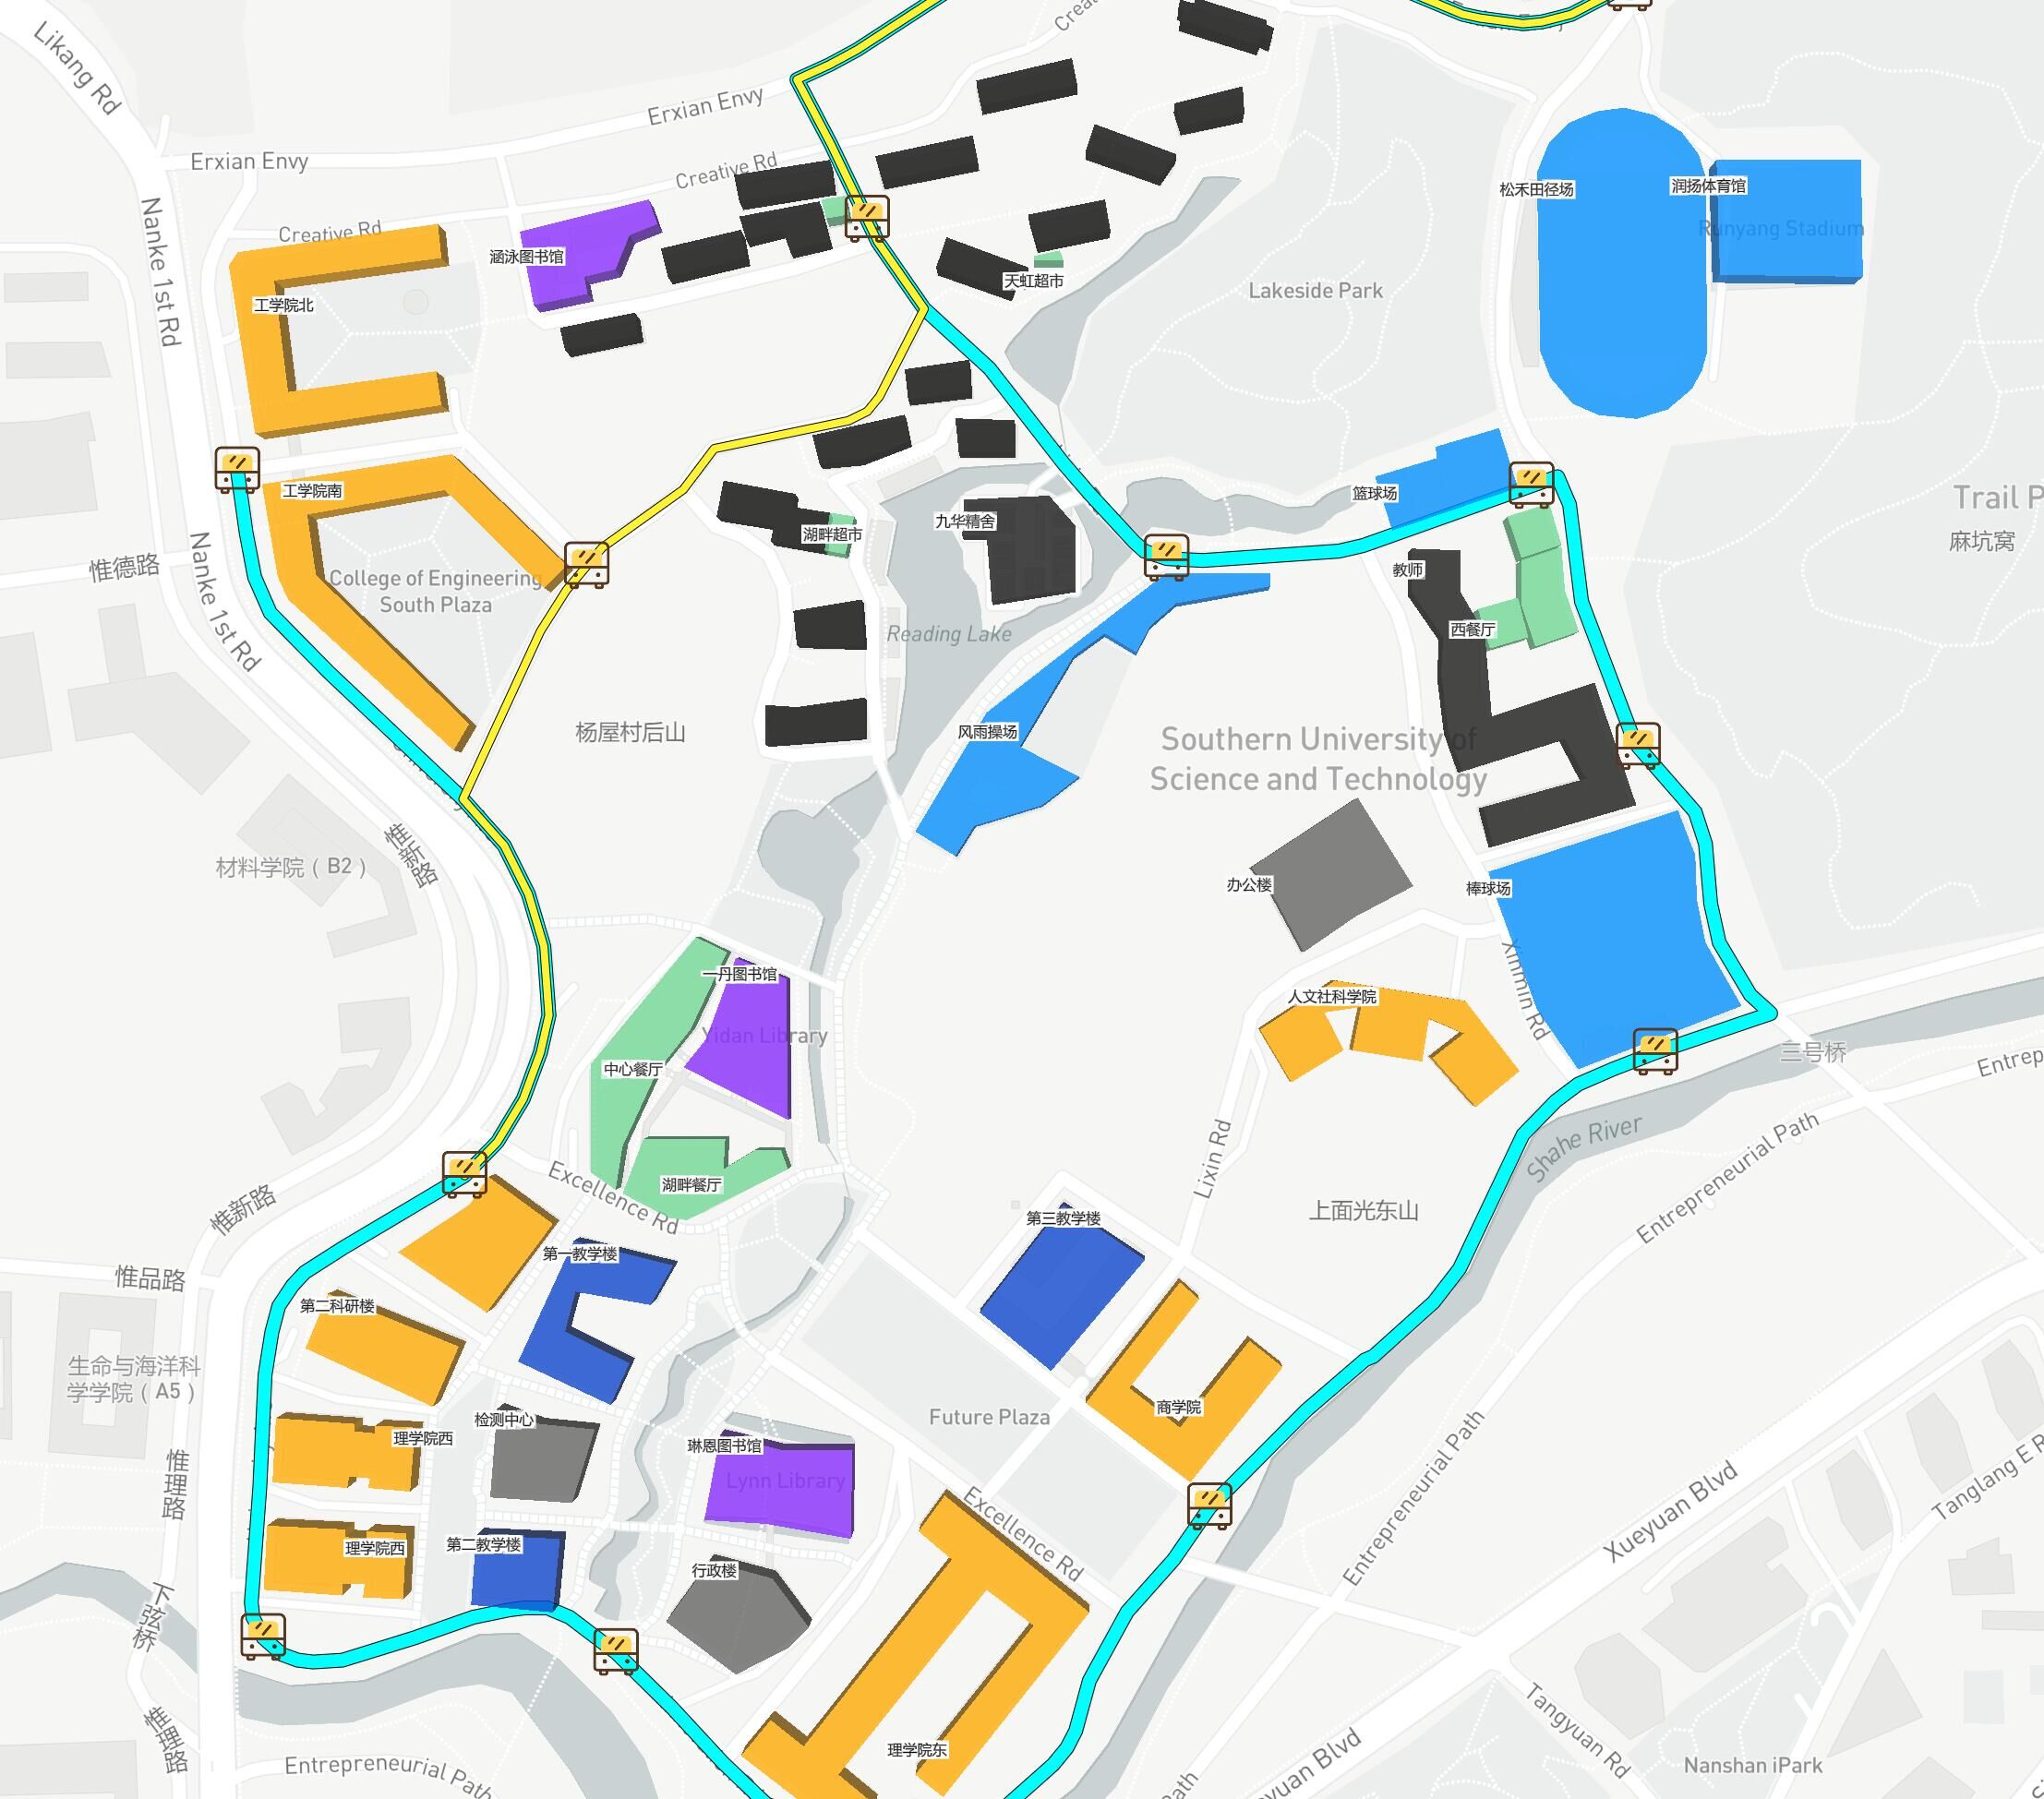 Likang Rd
Erxian Envy
Erxian Envy
Creative Rd
Creative Rd
Nanke 1st Rd
涵泳图书馆
工学院北
天虹超市
Lakeside Park
松禾田径场
润扬体育馆
Runyang Stadium
工学院南
篮球场
湖畔超市
九华精舍
惟德路
Nanke 1st Rd
College of Engineering
South Plaza
教师
麻坑窝
西餐厅
Reading Lake
杨屋村后山
风雨操场
Southern University of
Science and Technology
材料学院（B2）
惟新路
办公楼
棒球场
Xinmin Rd
一丹图书馆
Yidan Library
人文社科学院
中心餐厅
三号桥
Shahe River
Entrepreneurial Path
Lixin Rd
湖畔餐厅
Excellence Rd
惟新路
上面光东山
第三教学楼
第一教学楼
惟品路
第二科研楼
生命与海洋科
学学院（A5）
商学院
Future Plaza
检测中心
理学院西
琳恩图书馆
Lynn Library
惟理路
Entrepreneurial Path
Xueyuan Blvd
Excellence Rd
第二教学楼
理学院西
行政楼
下弦桥
惟理路
理学院东
Tangyuan Rd
Nanshan iPark
Entrepreneurial Path